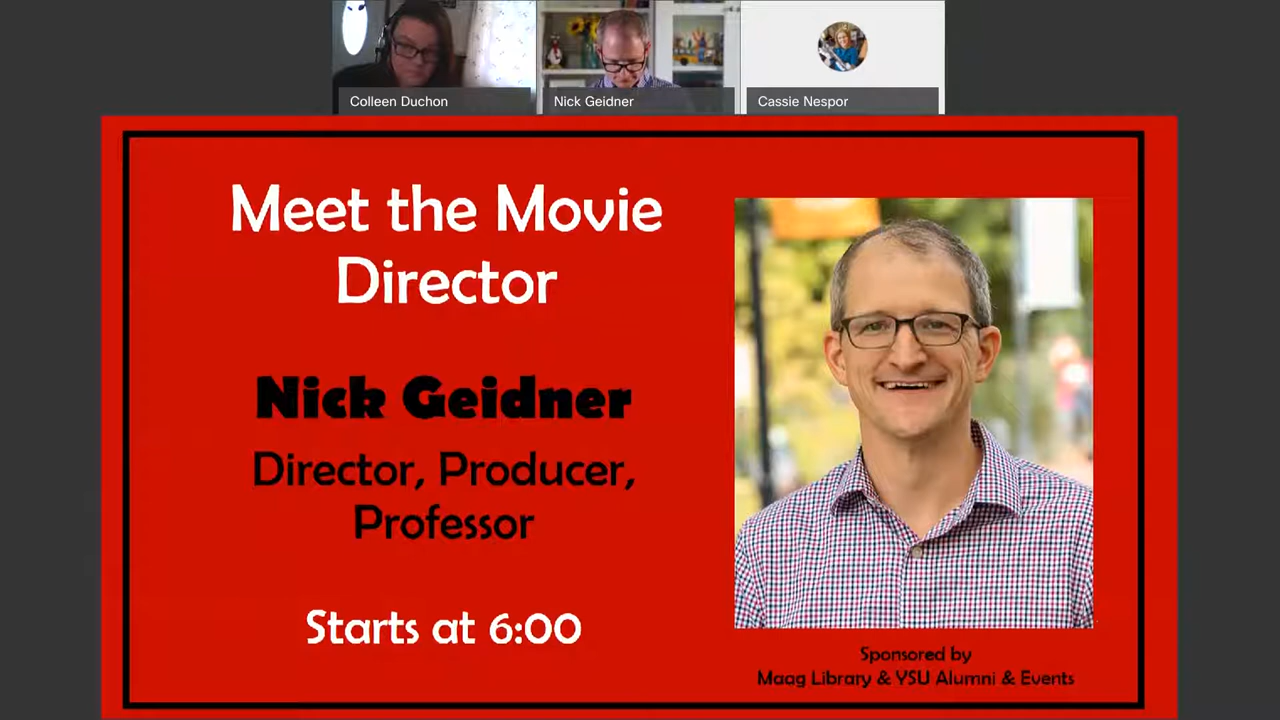 Colleen Duchon
Nick Geidner
Cassie Nespor
Meet the Movie
Director
Nick Geidner
Director, Producer,
Professor
Starts at 6:00
Sponsored by
Maag Library & YSU Alumni & Events